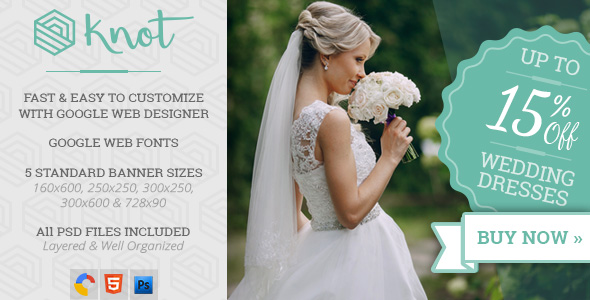 Knot
FAST & EASY TO CUSTOMIZE
WITH GOOGLE WEB DESIGNER
GOOGLE WEB FONTS
5 STANDARD BANNER SIZES
160x600, 250x250, 300x250,
300x600 & 728x90
All PSD FILES INCLUDED
Layered & Well Organized
5
Ps
UP TO
15% Off
WEDDING
DRESSES
BUY NOW »